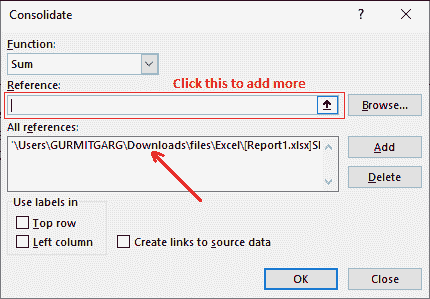 Consolidate
?
Function:
Sum
Reference:
Click this to add more
Browse...
All references:
'\Users\GURMITGARG\Downloads\files\Excel\[Report1.xlsx]
Add
Delete
Use labels in
Top row
Left column
Create links to source data
OK
Close